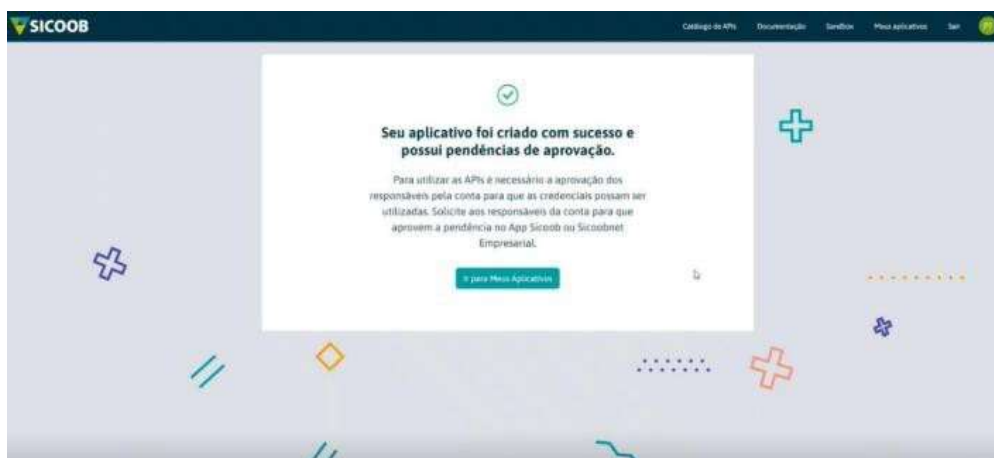 SICOOB
Catálogo de APIs Documentação Sandbox Meus aplicativos Sair
Seu aplicativo foi criado com sucesso e
possui pendências de aprovação.
Para utilizar as APIs é necessário a aprovação dos
responsáveis pela conta para que as credenciais possam ser
utilizadas. Solicite aos responsáveis da conta para que
aprovem a pendência no App Sicoob ou Sicoobnet
Empresarial.
Ir para Meus Aplicativos